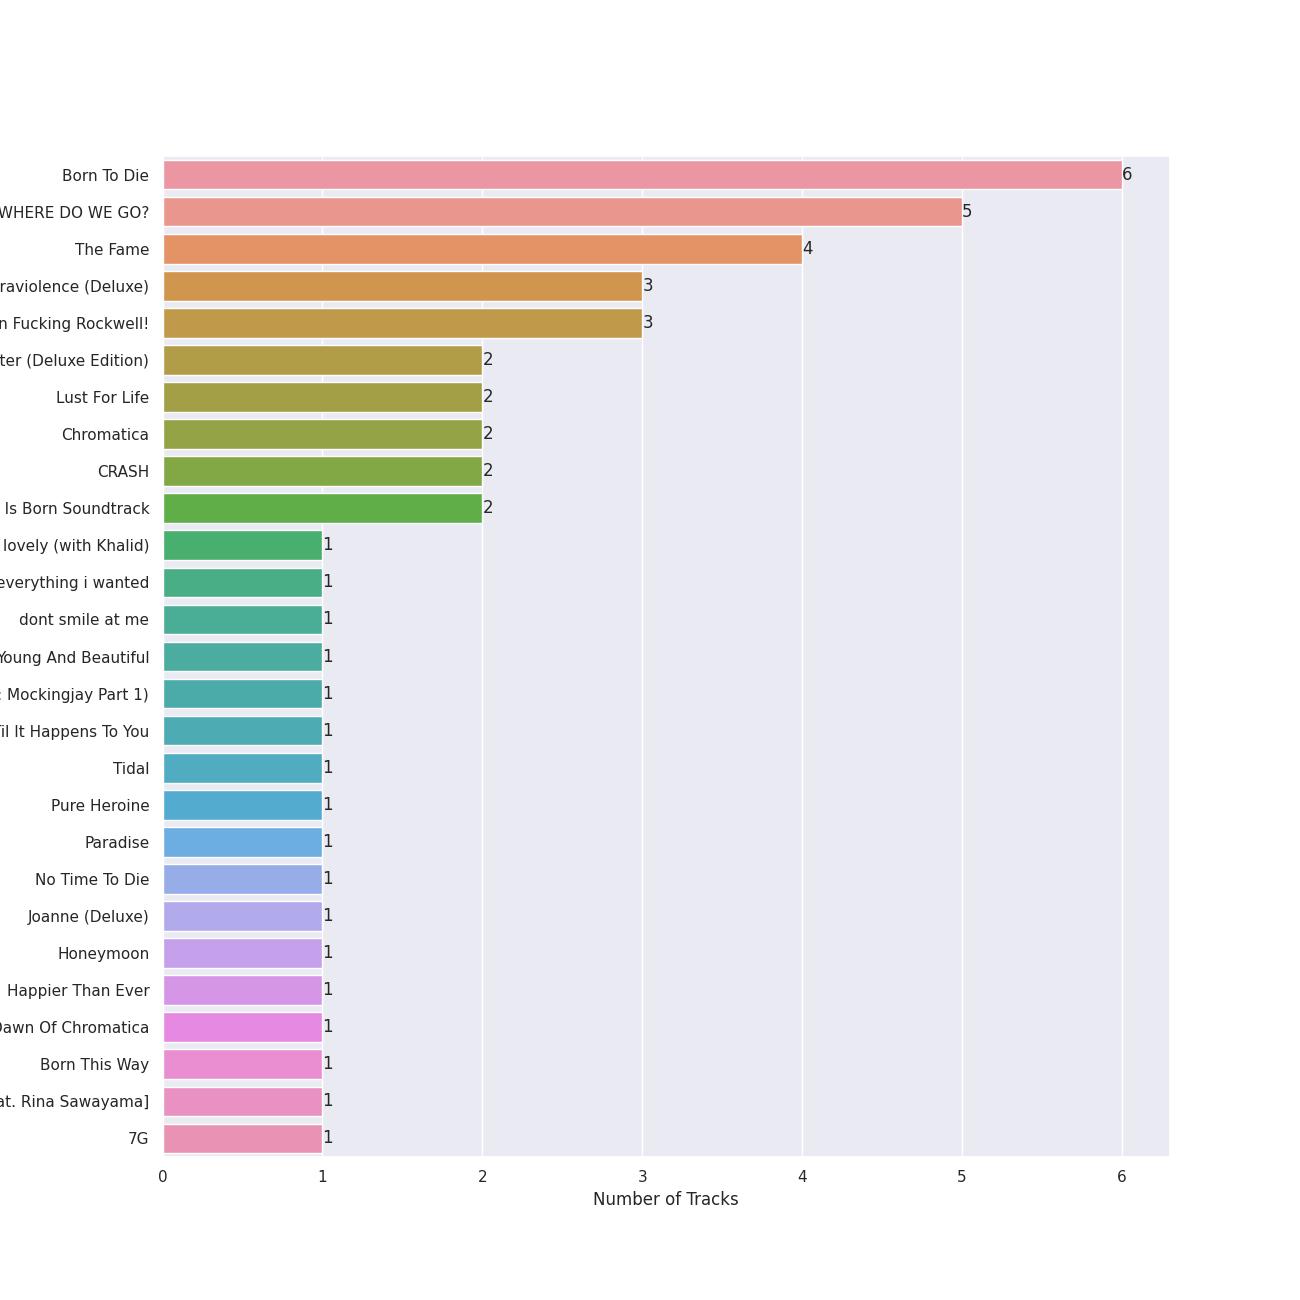 Born To Die 6
WHERE DO WE GO? 5
The Fame 4
raviolence (Deluxe) 3
n Fucking Rockwell! 3
ter (Deluxe Edition) 2
Lust For Life 2
Chromatica 2
CRASH 2
Is Born Soundtrack 2
lovely (with Khalid) 1
everything i wanted 1
dont smile at me 1
Young And Beautiful 1
: Mockingjay Part 1) 1
Til It Happens To You 1
Tidal 1
Pure Heroine 1
Paradise 1
No Time To Die 1
Joanne (Deluxe) 1
Honeymoon 1
Happier Than Ever 1
Dawn Of Chromatica 1
Born This Way 1
at. Rina Sawayama] 1
7G 1
0 1 2 3 4 5 6
Number of Tracks